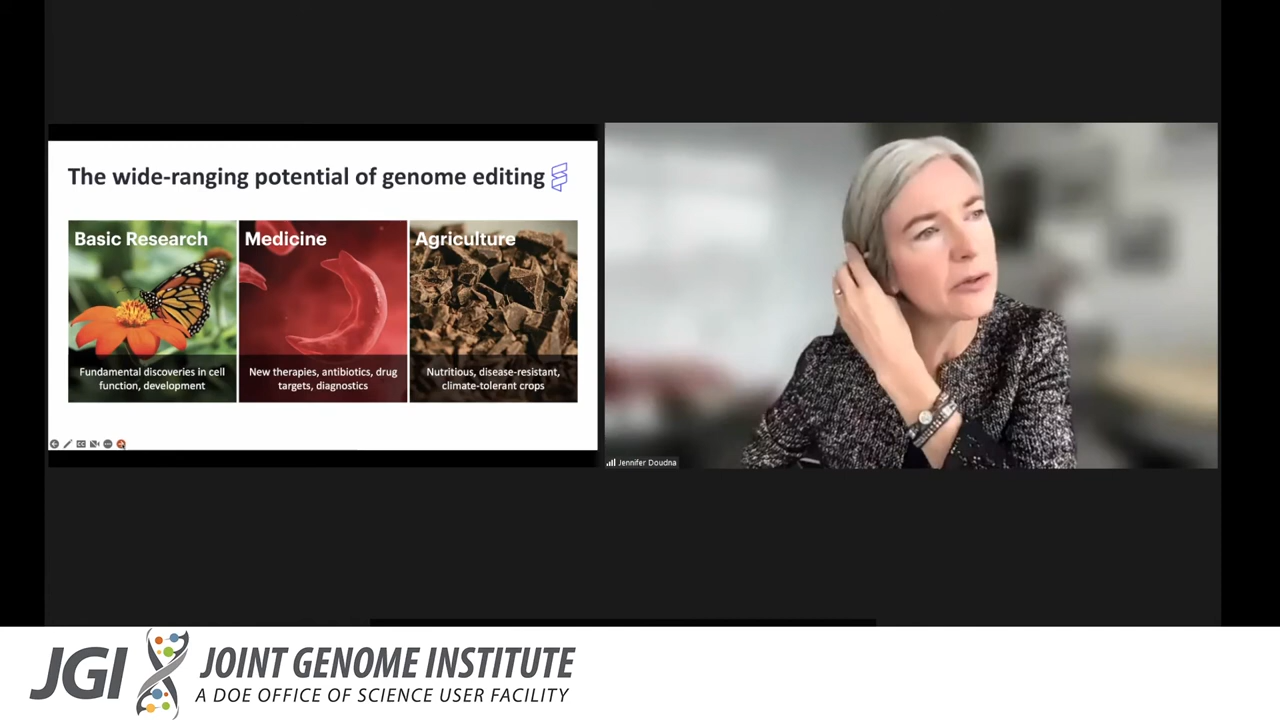 The wide-ranging potential of genome editing
Basic Research
Fundamental discoveries in cell
function, development
Medicine
New therapies, antibiotics, drug
targets, diagnostics
Agriculture
Nutritious, disease-resistant,
climate-tolerant crops
CC
Jennifer Doudna
JGI
JOINT GENOME INSTITUTE
A DOE OFFICE OF SCIENCE USER FACILITY